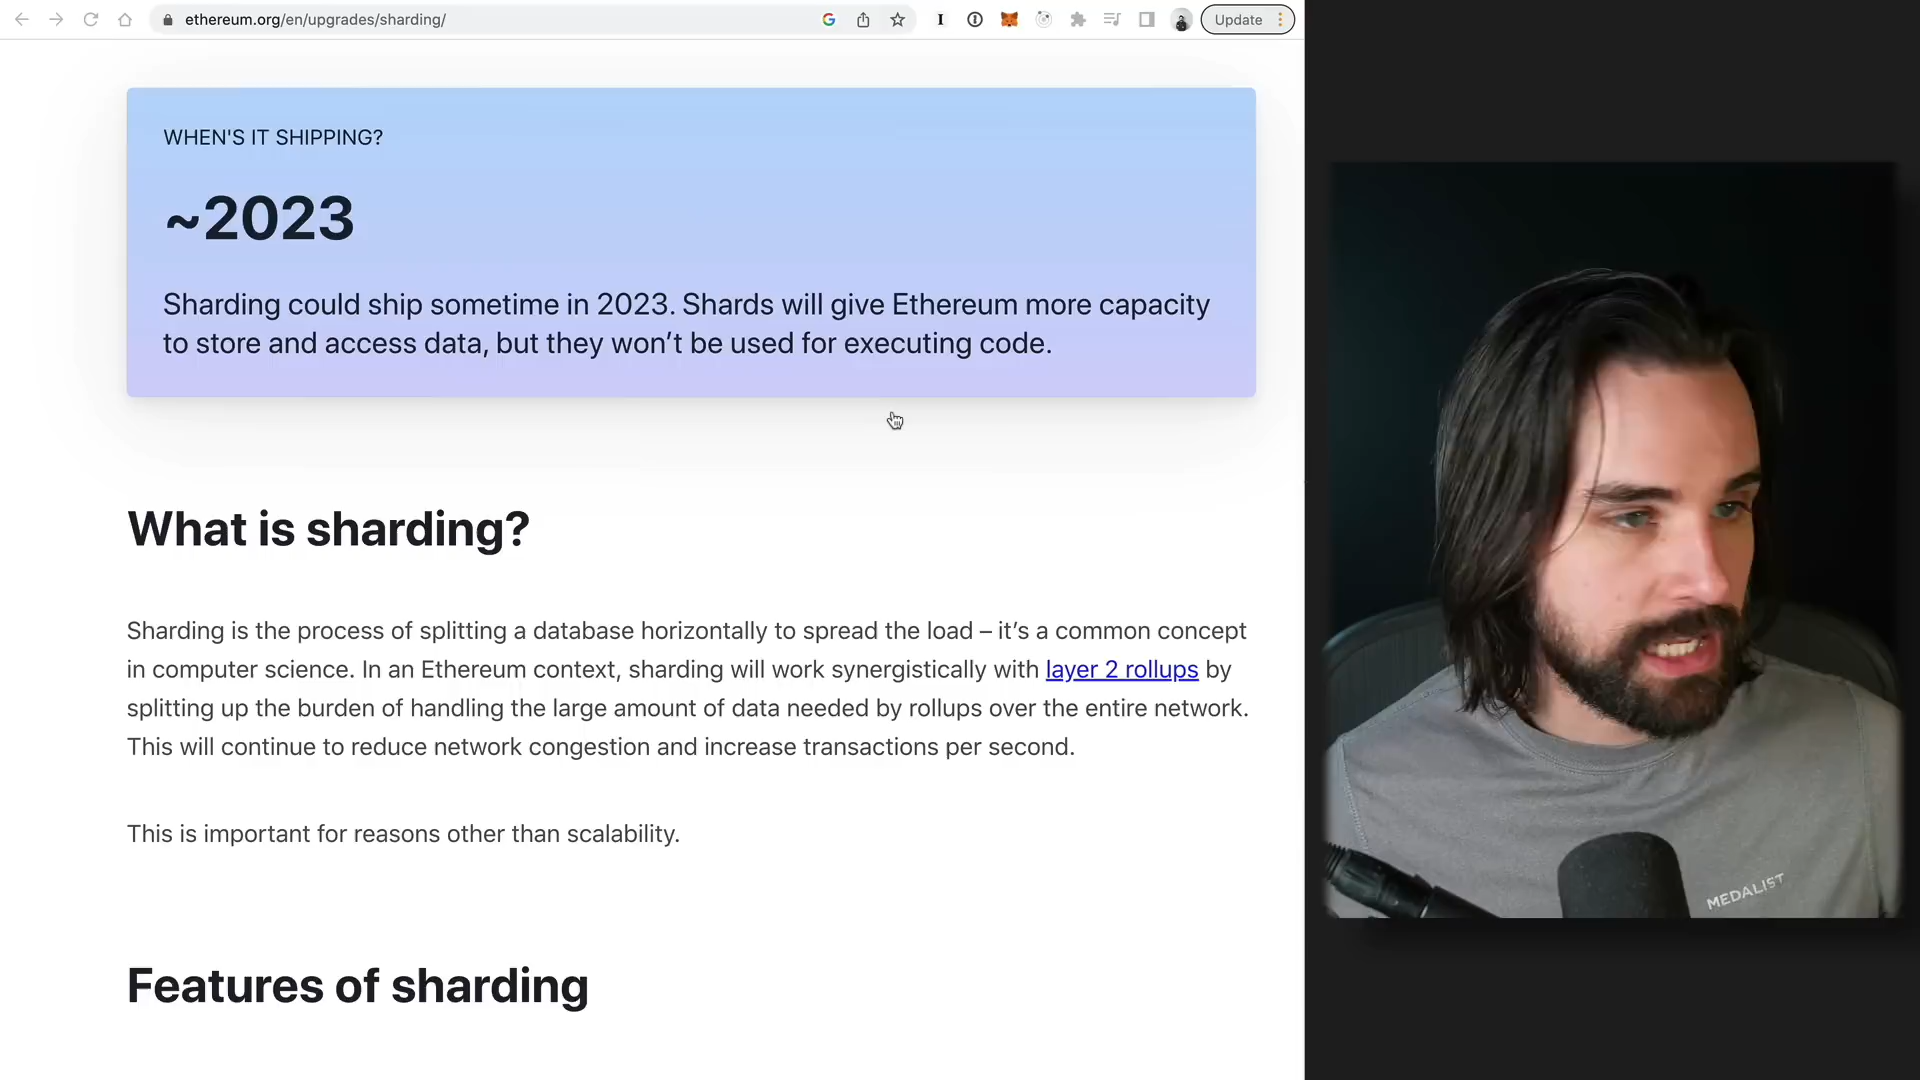 ethereum.org/en/upgrades/sharding/
Update
WHEN'S IT SHIPPING?
~2023
Sharding could ship sometime in 2023. Shards will give Ethereum more capacity
to store and access data, but they won’t be used for executing code.
What is sharding?
Sharding is the process of splitting a database horizontally to spread the load – it’s a common concept
in computer science. In an Ethereum context, sharding will work synergistically with layer 2 rollups by
splitting up the burden of handling the large amount of data needed by rollups over the entire network.
This will continue to reduce network congestion and increase transactions per second.
This is important for reasons other than scalability.
Features of sharding
MEDALIST